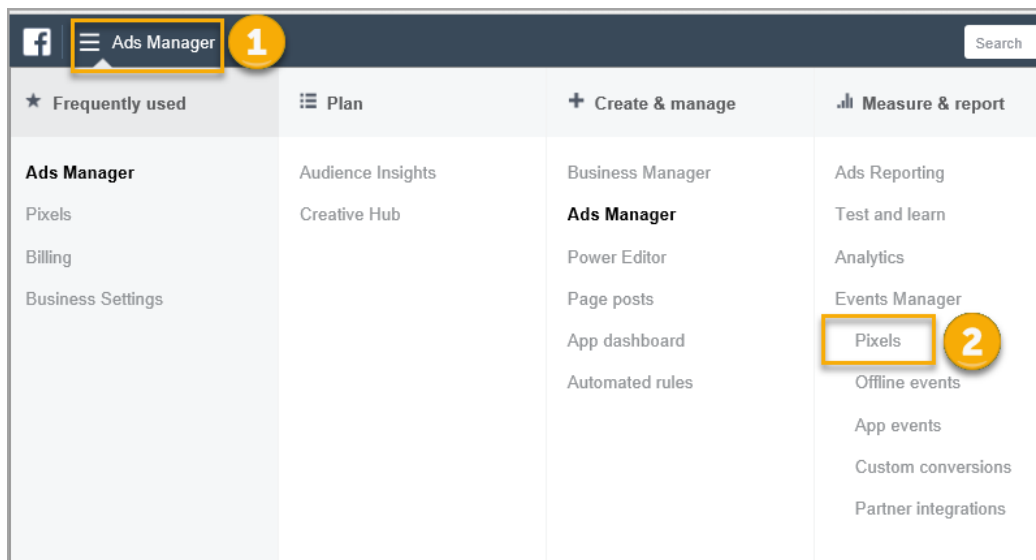 f Ads Manager 1 Search
Frequently used
Ads Manager
Pixels
Billing
Business Settings
Plan
Audience Insights
Creative Hub
Create & manage
Business Manager
Ads Manager
Power Editor
Page posts
App dashboard
Automated rules
Measure & report
Ads Reporting
Test and learn
Analytics
Events Manager
Pixels 2
Offline events
App events
Custom conversions
Partner integrations